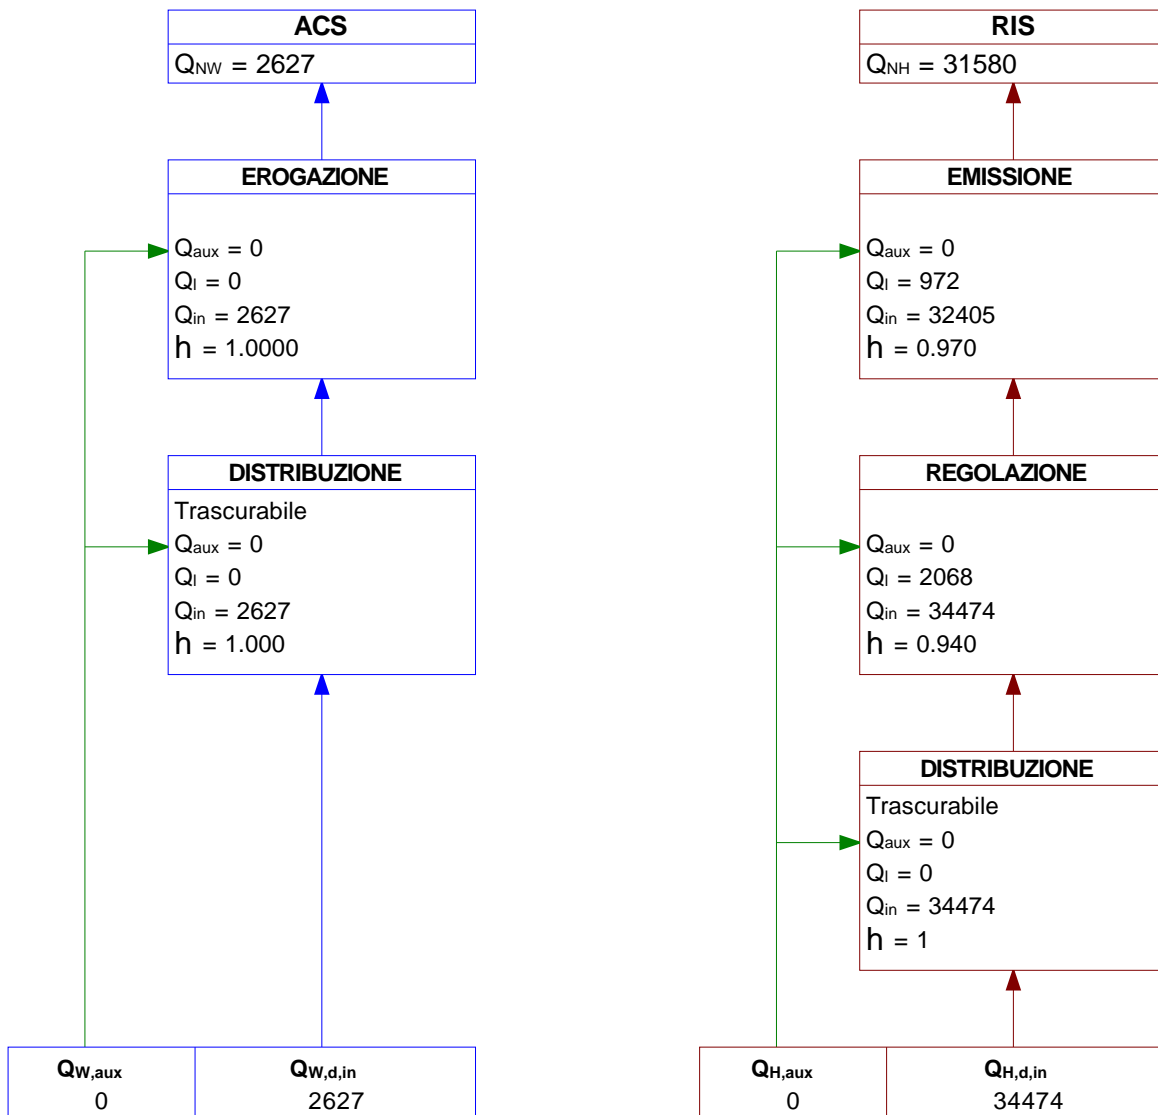 ACS
QNW = 2627
EROGAZIONE
Qaux = 0
Ql = 0
Qin = 2627
h = 1.0000
DISTRIBUZIONE
Trascurabile
Qaux = 0
Ql = 0
Qin = 2627
h = 1.000
QW,aux
QW,d,in
0
2627
RIS
QNH = 31580
EMISSIONE
Qaux = 0
Ql = 972
Qin = 32405
h = 0.970
REGOLAZIONE
Qaux = 0
Ql = 2068
Qin = 34474
h = 0.940
DISTRIBUZIONE
Trascurabile
Qaux = 0
Ql = 0
Qin = 34474
h = 1
QH,aux
QH,d,in
0
34474